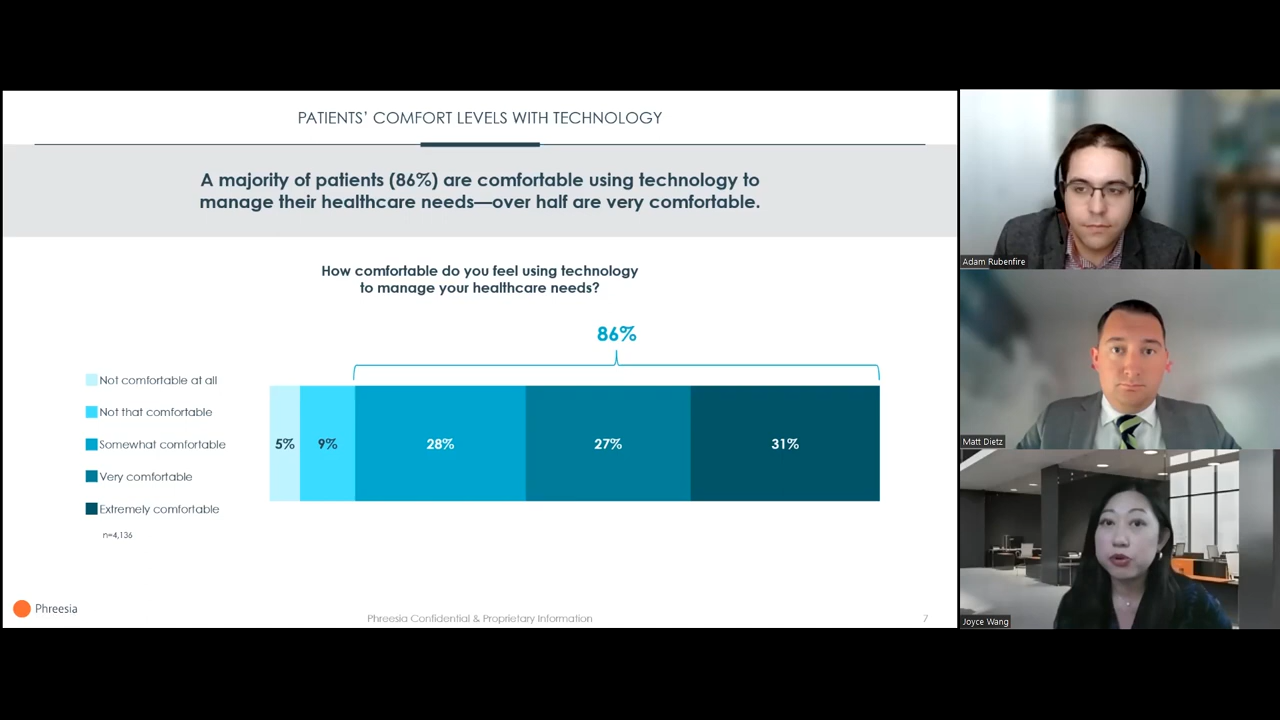 PATIENTS' COMFORT LEVELS WITH TECHNOLOGY
A majority of patients (86%) are comfortable using technology to
manage their healthcare needs—over half are very comfortable.
How comfortable do you feel using technology
to manage your healthcare needs?
86%
Not comfortable at all
Not that comfortable
Somewhat comfortable
Very comfortable
Extremely comfortable
n=4,136
5% 9% 28% 27% 31%
Phreesia
Phreesia Confidential & Proprietary Information
7
Adam Rubenfire
Matt Dietz
Joyce Wang